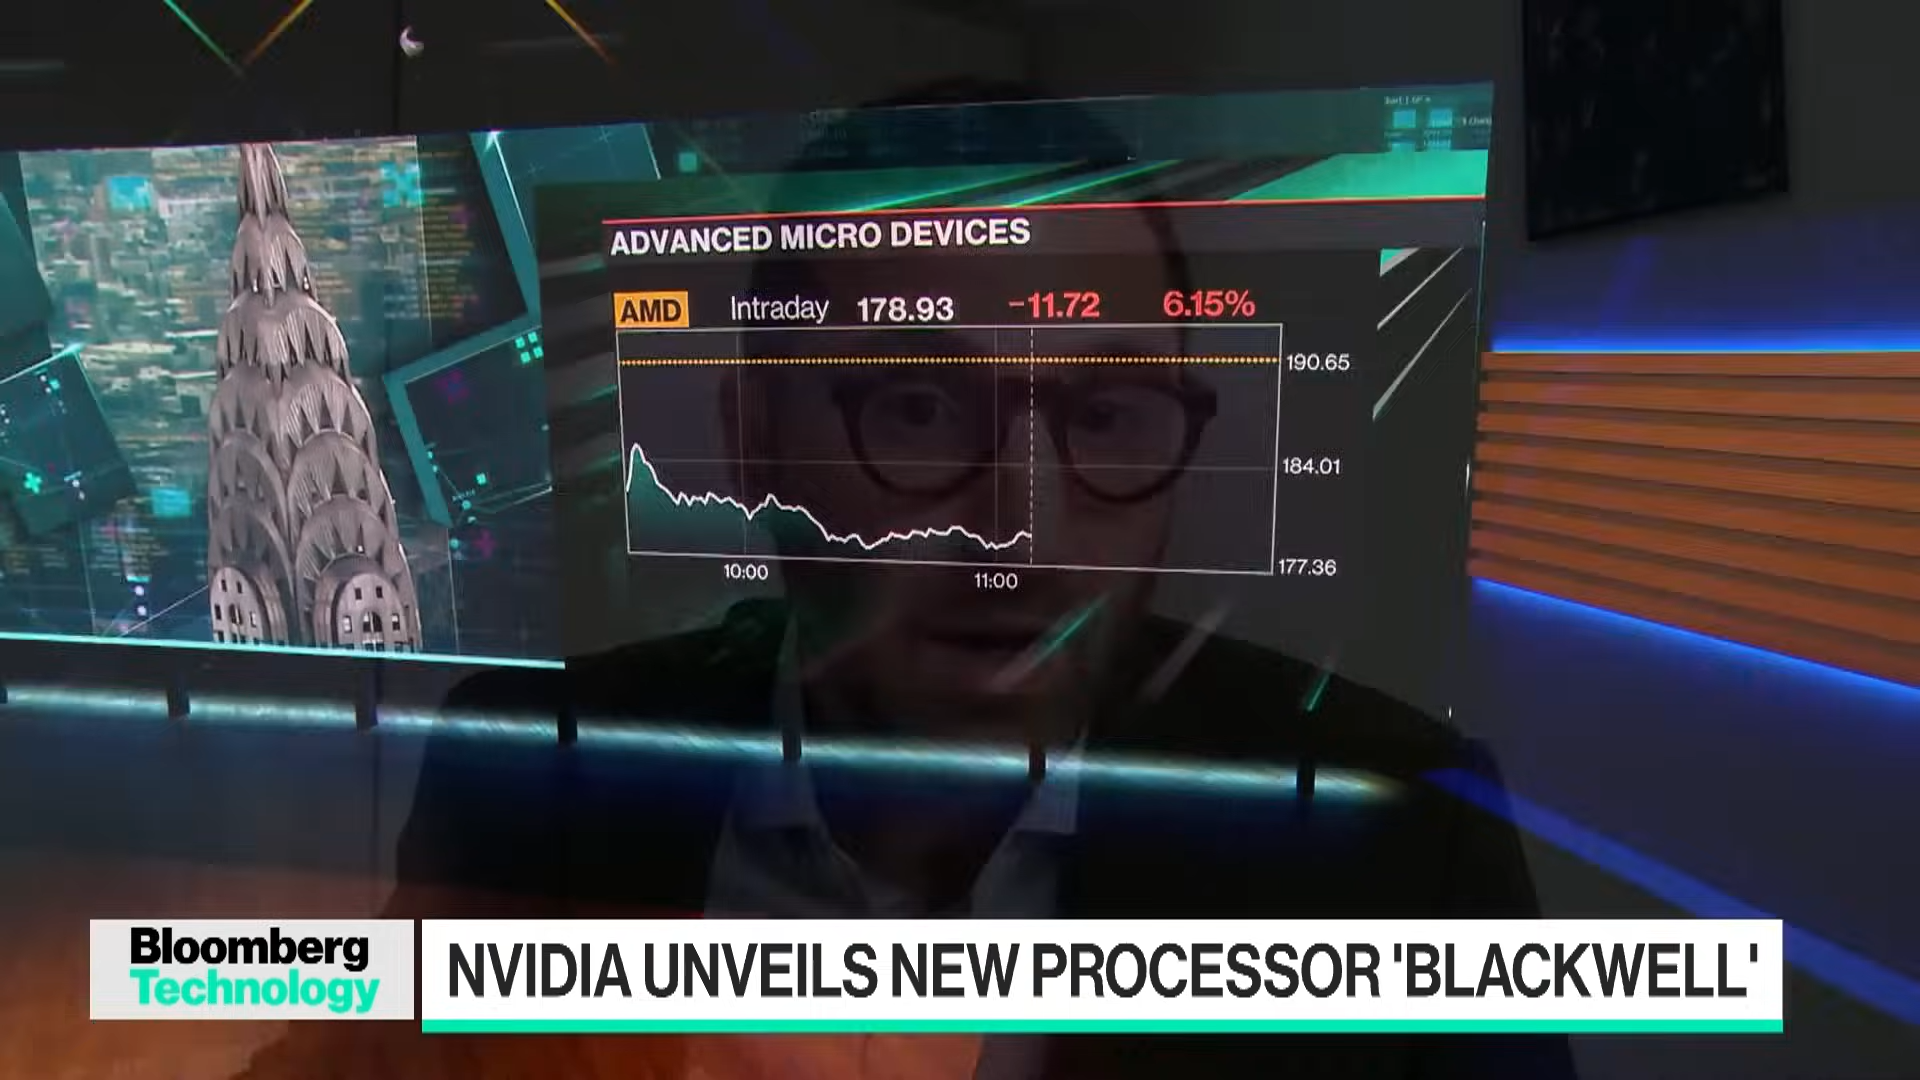 ADVANCED MICRO DEVICES
AMD Intraday 178.93 -11.72 6.15%
190.65
184.01
177.36
10:00 11:00
Bloomberg
Technology
NVIDIA UNVEILS NEW PROCESSOR 'BLACKWELL'